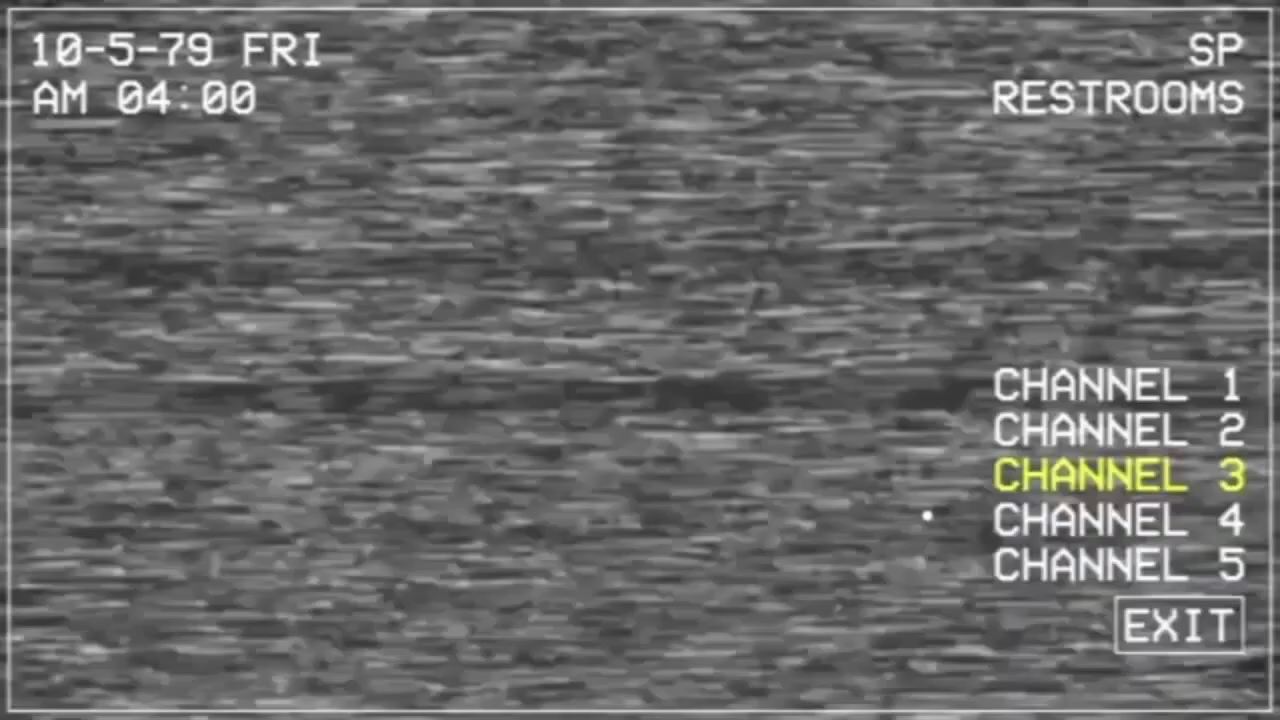 10-5-79 FRI
AM 04:00
SP
RESTROOMS
CHANNEL 1
CHANNEL 2
CHANNEL 3
CHANNEL 4
CHANNEL 5
EXIT